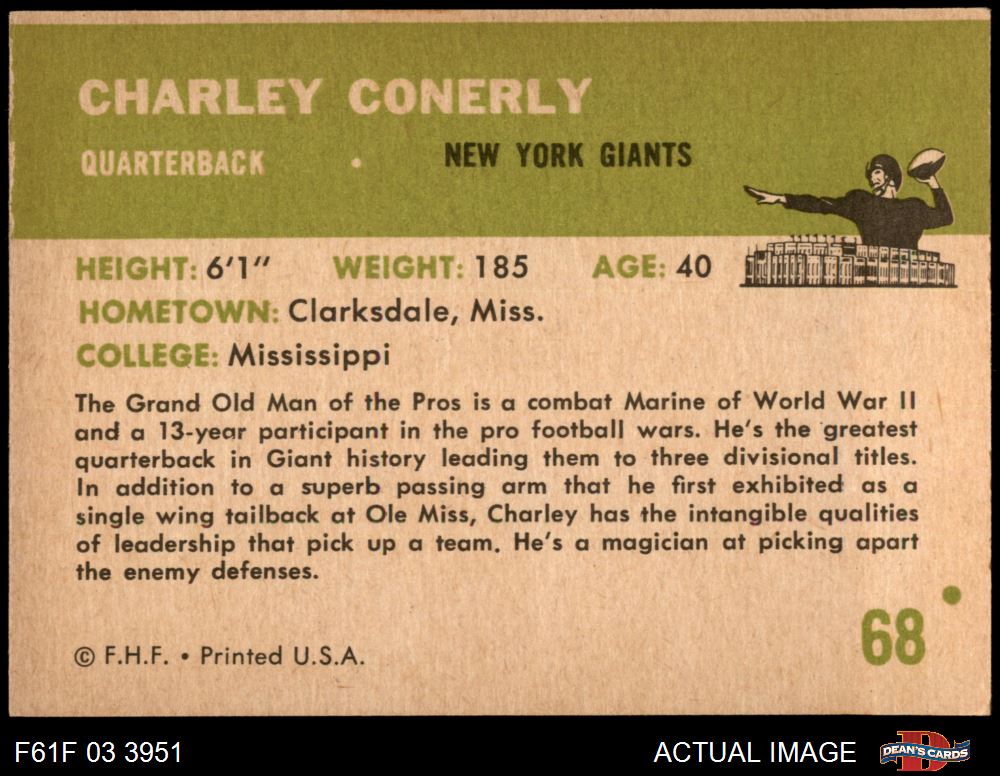 CHARLEY CONERLY
QUARTERBACK • NEW YORK GIANTS
HEIGHT: 6'1" WEIGHT: 185 AGE: 40
HOMETOWN: Clarksdale, Miss.
COLLEGE: Mississippi
The Grand Old Man of the Pros is a combat Marine of World War II
and a 13-year participant in the pro football wars. He's the greatest
quarterback in Giant history leading them to three divisional titles.
In addition to a superb passing arm that he first exhibited as a
single wing tailback at Ole Miss, Charley has the intangible qualities
of leadership that pick up a team. He's a magician at picking apart
the enemy defenses.
68
© F.H.F. • Printed U.S.A.
F61F 03 3951 ACTUAL IMAGE D DEAN'S CARDS